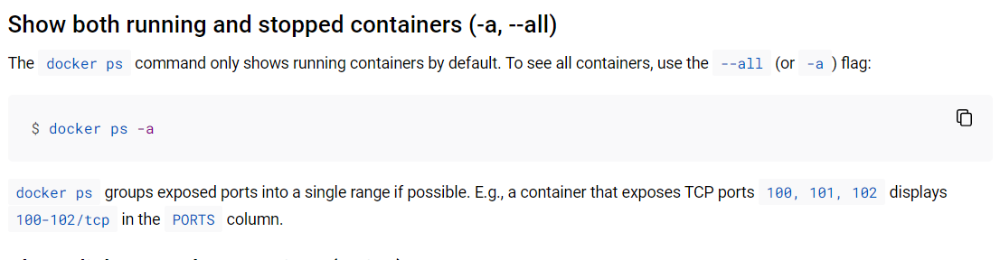 Show both running and stopped containers (-a, --all)
The docker ps command only shows running containers by default. To see all containers, use the --all (or -a ) flag:
$ docker ps -a
docker ps groups exposed ports into a single range if possible. E.g., a container that exposes TCP ports 100, 101, 102 displays
100-102/tcp in the PORTS column.